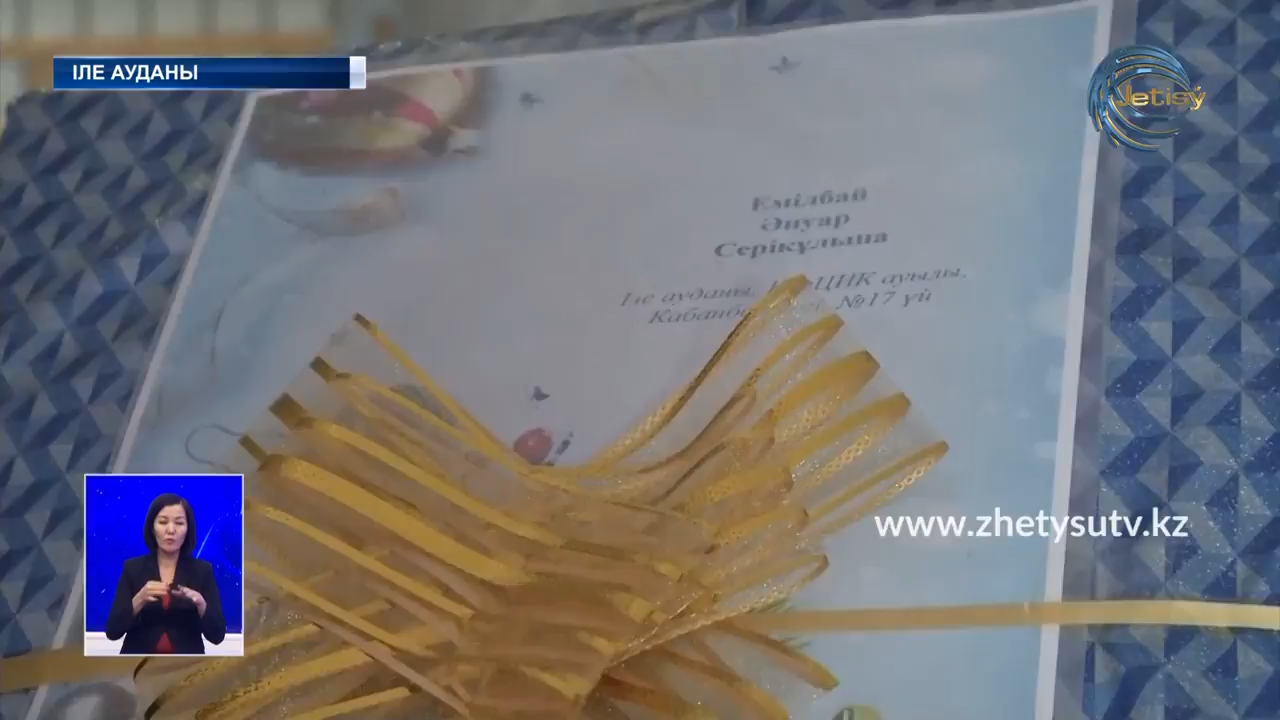 ІЛЕ АУДАНЫ
Jetisý
Емілбай
Әнуар
Серікұлына
Іле ауданы, ЦИК ауылы,
№17 үй
www.zhetysutv.kz